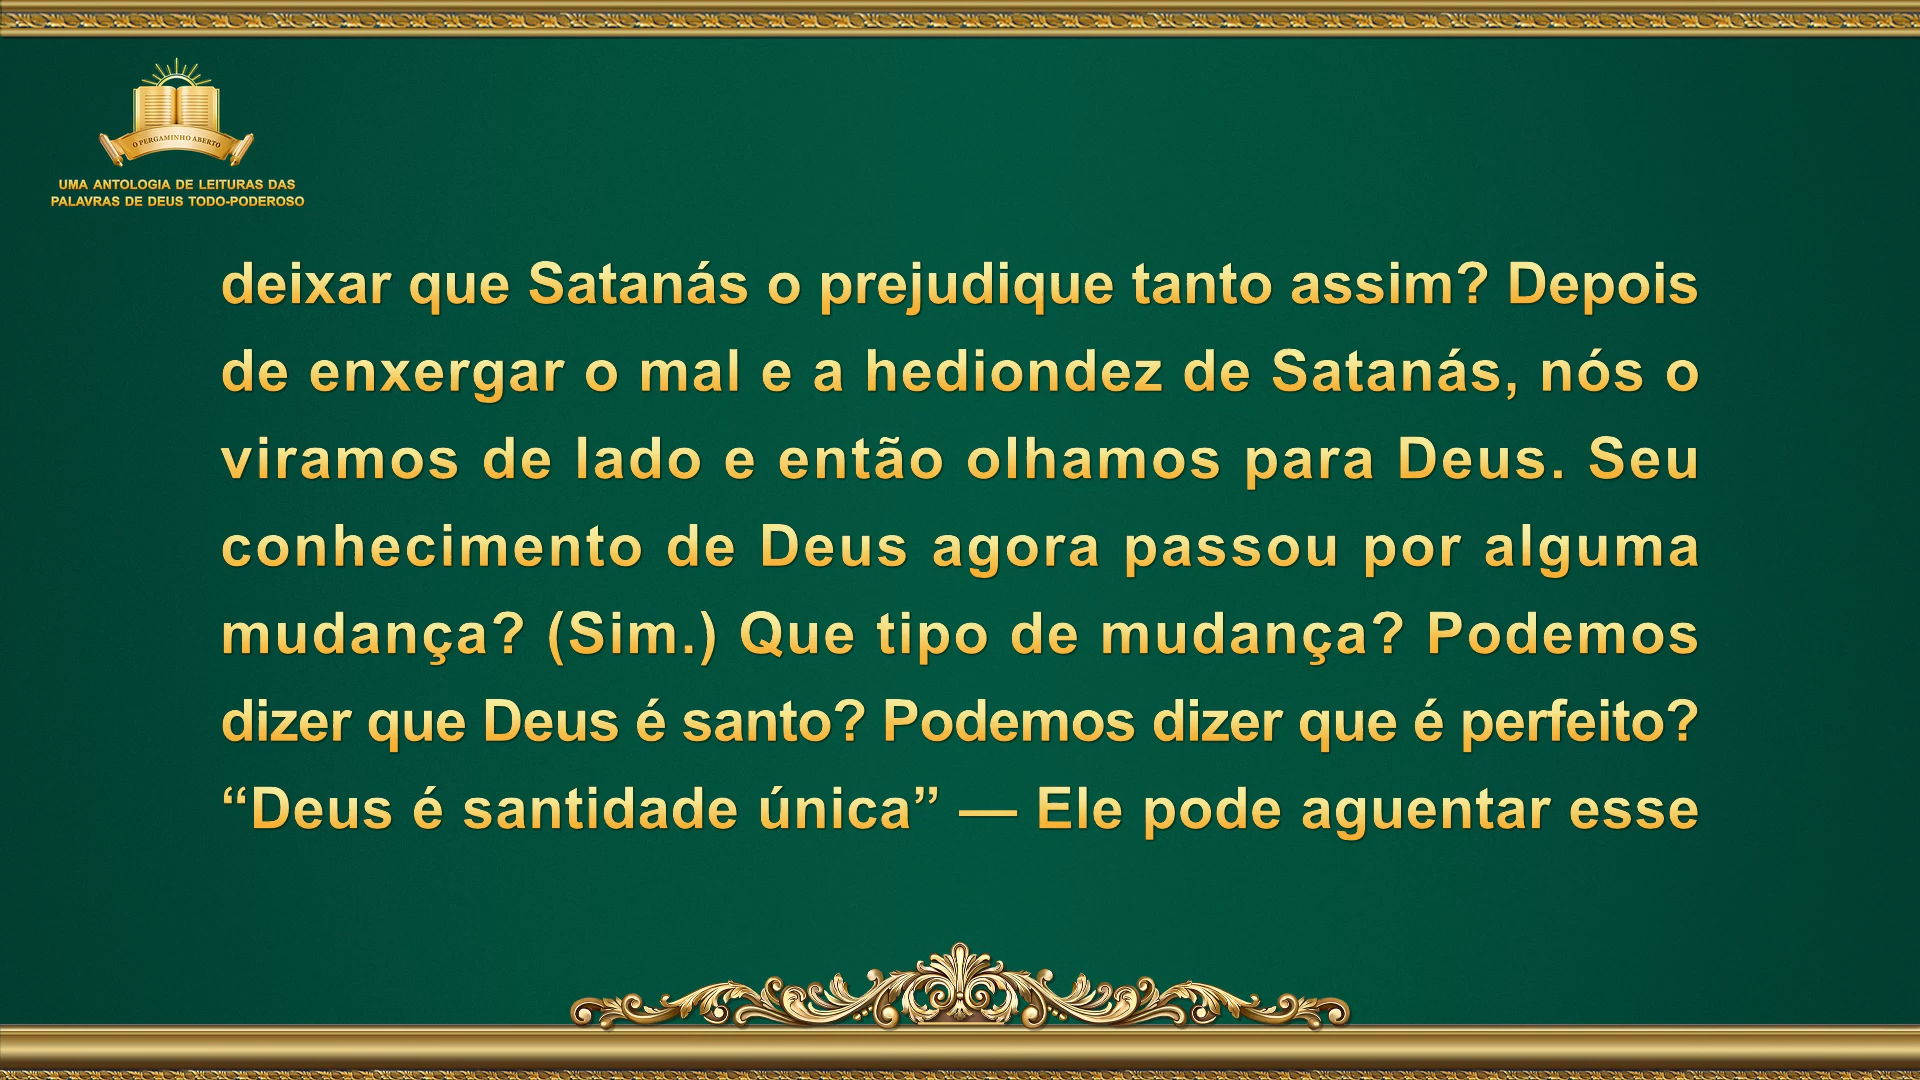 O PERGAMINHO ABERTO
UMA ANTOLOGIA DE LEITURAS DAS
PALAVRAS DE DEUS TODO-PODEROSO
deixar que Satanás o prejudique tanto assim? Depois
de enxergar o mal e a hediondez de Satanás, nós o
viramos de lado e então olhamos para Deus. Seu
conhecimento de Deus agora passou por alguma
mudança? (Sim.) Que tipo de mudança? Podemos
dizer que Deus é santo? Podemos dizer que é perfeito?
“Deus é santidade única” — Ele pode aguentar esse